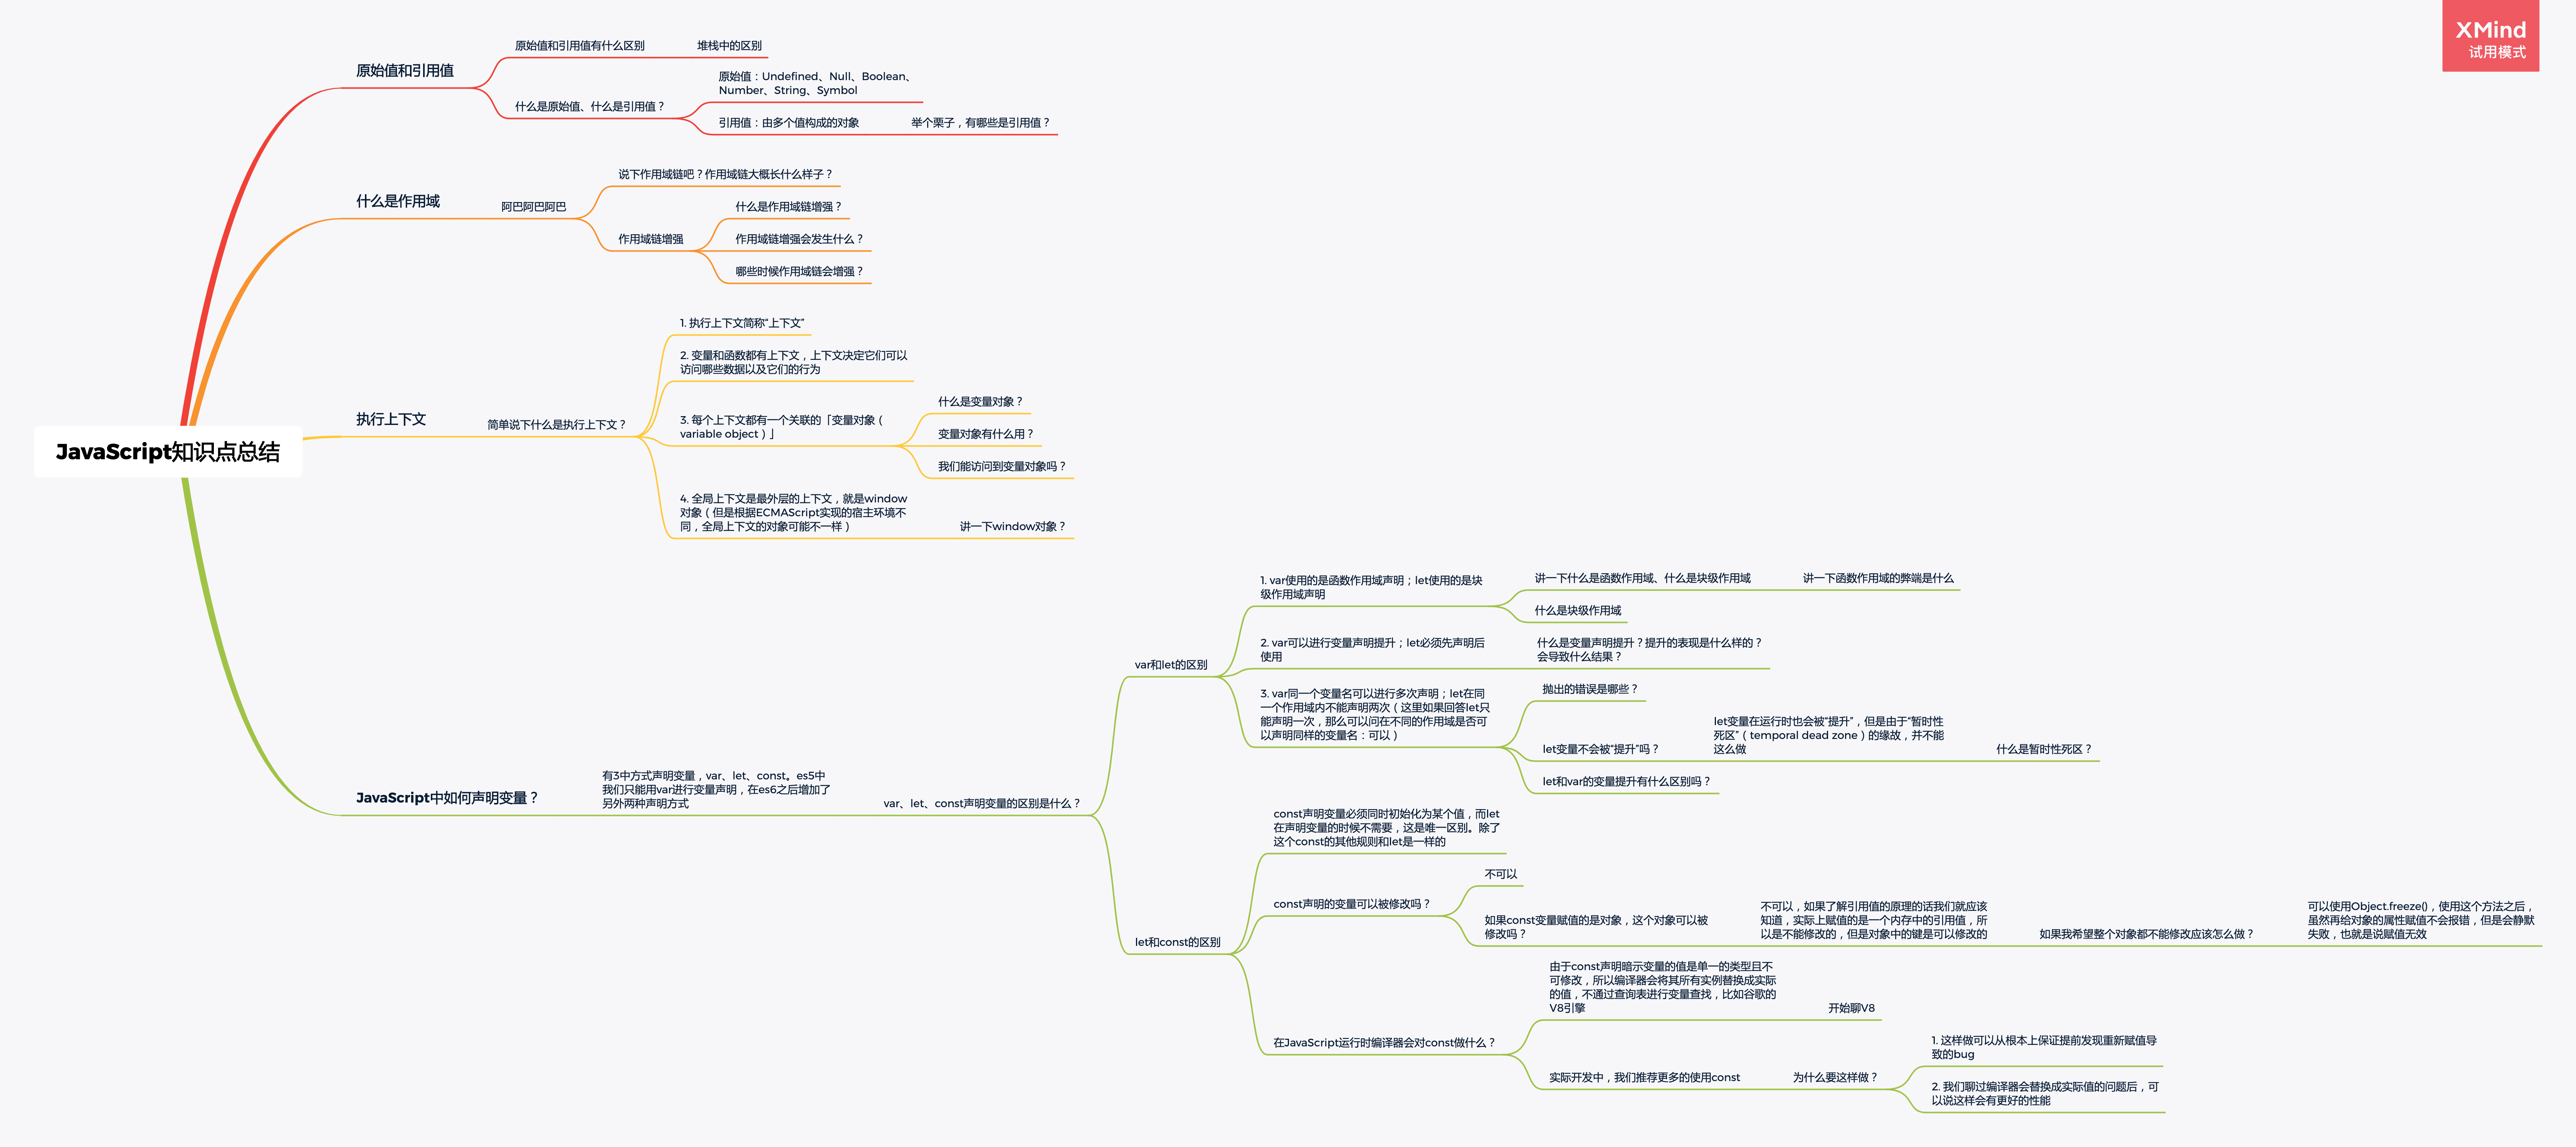 XMind
试用模式
JavaScript知识点总结
原始值和引用值
原始值和引用值有什么区别
堆栈中的区别
什么是原始值、什么是引用值？
原始值：Undefined、Null、Boolean、
Number、String、Symbol
引用值：由多个值构成的对象
举个栗子，有哪些是引用值？
什么是作用域
阿巴阿巴阿巴
说下作用域链吧？作用域链大概长什么样子？
作用域链增强
什么是作用域链增强？
作用域链增强会发生什么？
哪些时候作用域链会增强？
执行上下文
简单说下什么是执行上下文？
1. 执行上下文简称“上下文”
2. 变量和函数都有上下文，上下文决定它们可以
访问哪些数据以及它们的行为
3. 每个上下文都有一个关联的「变量对象（
variable object）」
什么是变量对象？
变量对象有什么用？
我们能访问到变量对象吗？
4. 全局上下文是最外层的上下文，就是window
对象（但是根据ECMAScript实现的宿主环境不
同，全局上下文的对象可能不一样）
讲一下window对象？
JavaScript中如何声明变量？
有3中方式声明变量，var、let、const。es5中
我们只能用var进行变量声明，在es6之后增加了
另外两种声明方式
var、let、const声明变量的区别是什么？
var和let的区别
1. var使用的是函数作用域声明；let使用的是块
级作用域声明
讲一下什么是函数作用域、什么是块级作用域
讲一下函数作用域的弊端是什么
什么是块级作用域
2. var可以进行变量声明提升；let必须先声明后
使用
什么是变量声明提升？提升的表现是什么样的？
会导致什么结果？
3. var同一个变量名可以进行多次声明；let在同
一个作用域内不能声明两次（这里如果回答let只
能声明一次，那么可以问在不同的作用域是否可
以声明同样的变量名：可以）
抛出的错误是哪些？
let变量不会被“提升”吗？
let变量在运行时也会被“提升”，但是由于“暂时性
死区”（temporal dead zone）的缘故，并不能
这么做
什么是暂时性死区？
let和var的变量提升有什么区别吗？
let和const的区别
const声明变量必须同时初始化为某个值，而let
在声明变量的时候不需要，这是唯一区别。除了
这个const的其他规则和let是一样的
const声明的变量可以被修改吗？
不可以
如果const变量赋值的是对象，这个对象可以被
修改吗？
不可以，如果了解引用值的原理的话我们就应该
知道，实际上赋值的是一个内存中的引用值，所
以是不能修改的，但是对象中的键是可以修改的
如果我希望整个对象都不能修改应该怎么做？
可以使用Object.freeze()，使用这个方法之后，
虽然再给对象的属性赋值不会报错，但是会静默
失败，也就是说赋值无效
在JavaScript运行时编译器会对const做什么？
由于const声明暗示变量的值是单一的类型且不
可修改，所以编译器会将其所有实例替换成实际
的值，不通过查询表进行变量查找，比如谷歌的
V8引擎
开始聊V8
实际开发中，我们推荐更多的使用const
为什么要这样做？
1. 这样做可以从根本上保证提前发现重新赋值导
致的bug
2. 我们聊过编译器会替换成实际值的问题后，可
以说这样会有更好的性能